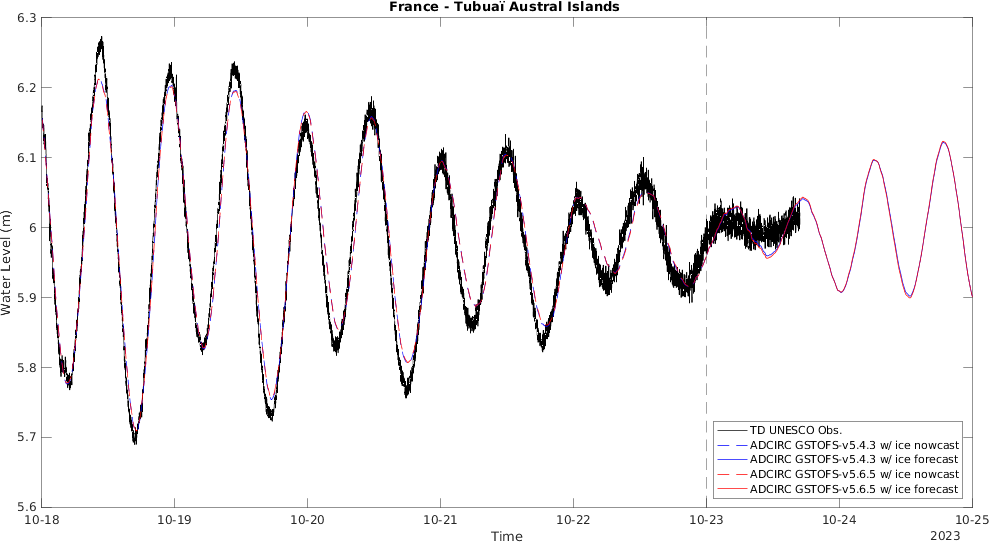 France - Tubuaï Austral Islands
6.3
6.2
6.1
6
5.9
5.8
5.7
5.6
Water Level (m)
10-18
10-19
10-20
10-21
10-22
10-23
10-24
10-25
Time
2023
TD UNESCO Obs.
ADCIRC GSTOFS-v5.4.3 w/ ice nowcast
ADCIRC GSTOFS-v5.4.3 w/ ice forecast
ADCIRC GSTOFS-v5.6.5 w/ ice nowcast
ADCIRC GSTOFS-v5.6.5 w/ ice forecast